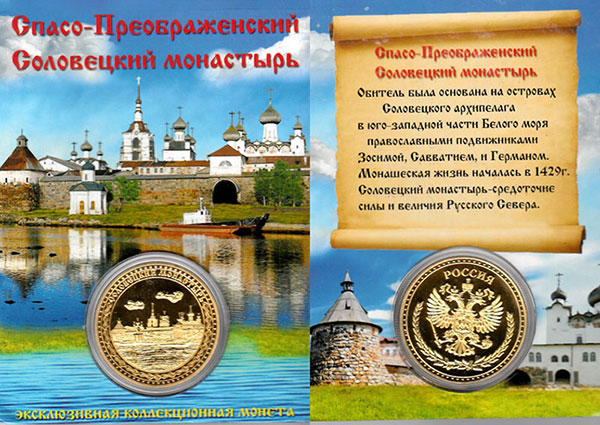 Спасо-Преображенский
Соловецкий монастырь
эксклюзивная коллекционная монета
Спасо-Преображенский
Соловецкий монастырь
Обитель была основана на островах
Соловецкого архипелага
в юго-западной части Белого моря
православными подвижниками
Зосимой, Савватием, и Германом.
Монашеская жизнь началась в 1429г.
Соловецкий монастырь-средоточие
силы и величия Русского Севера.
РОССИЯ